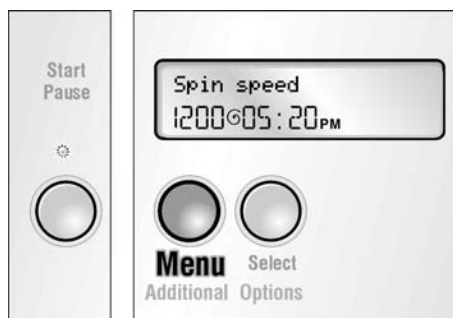 Start
Pause
Spin speed
1200 05:20PM
Menu Select
Additional Options